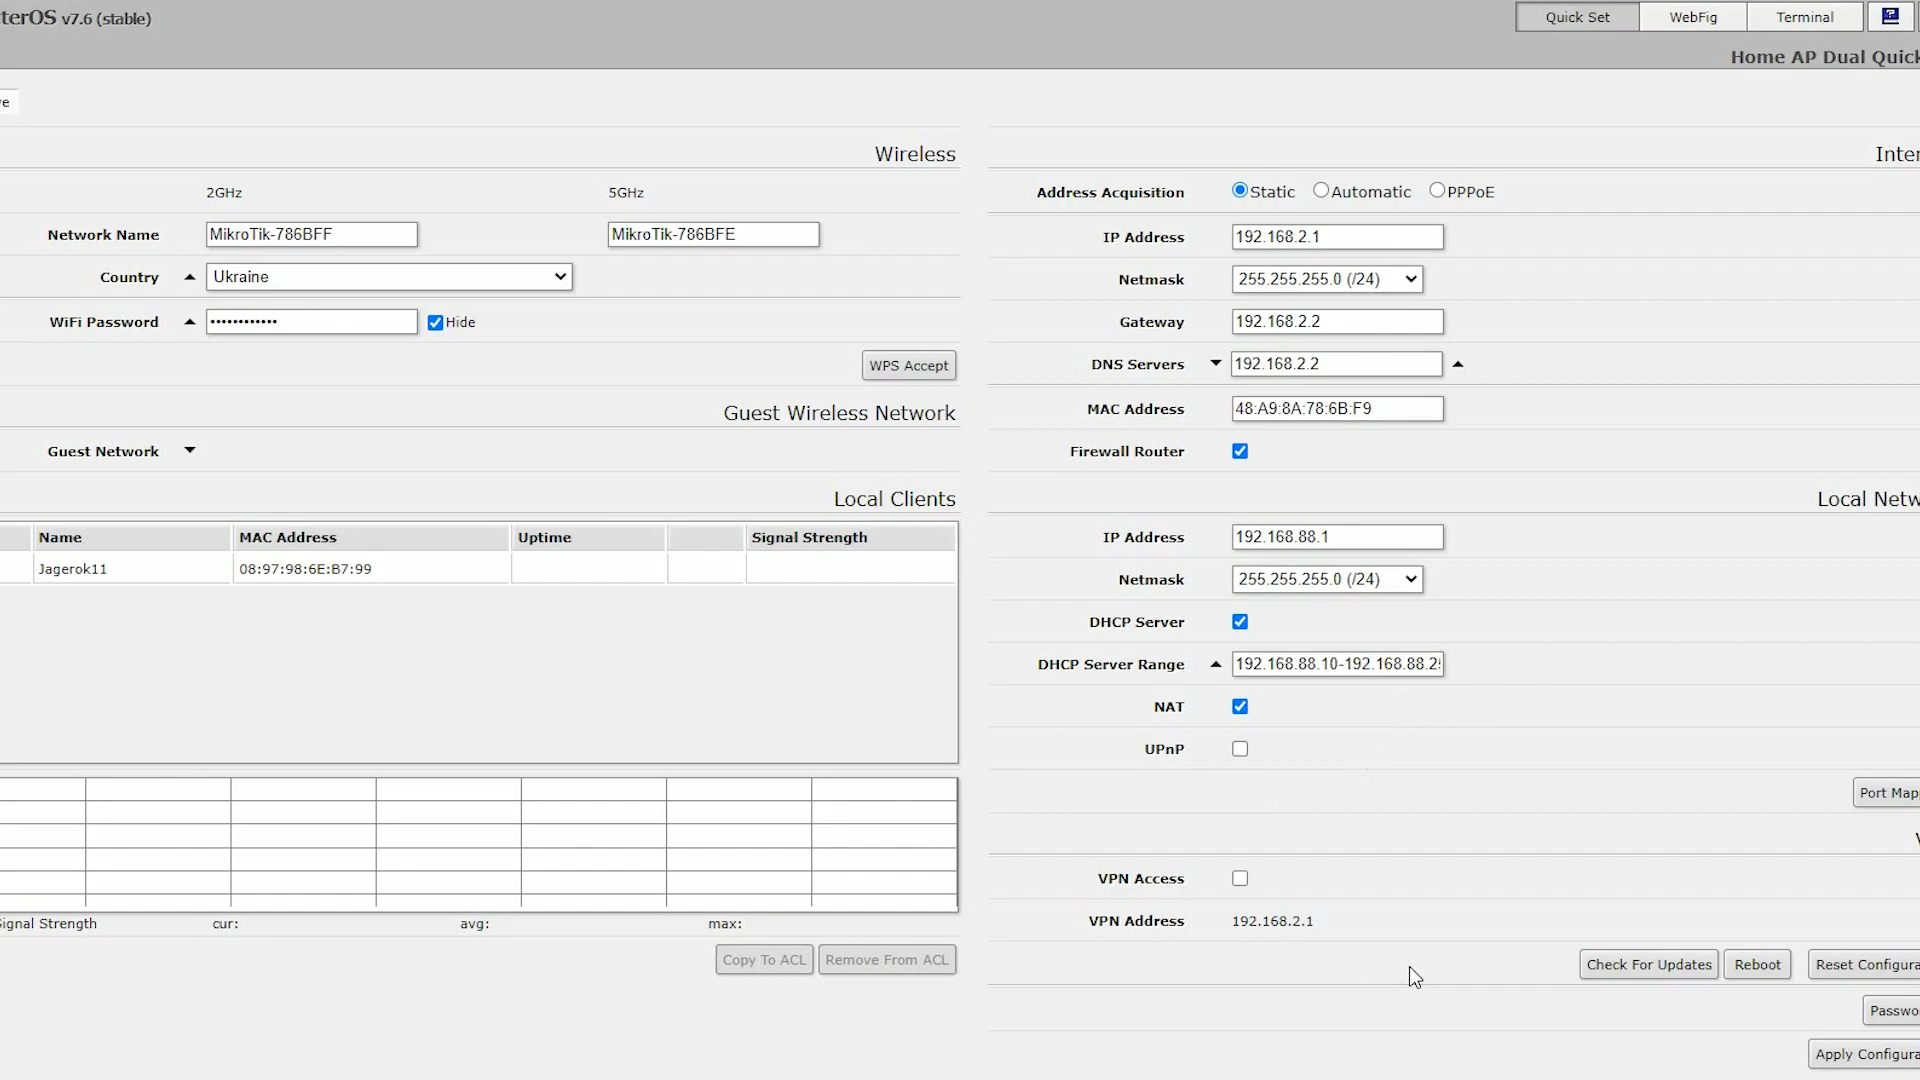 terOS v7.6 (stable)
Quick Set
WebFig
Terminal
Home AP Dual Quick
ve
Wireless
2GHz
5GHz
Network Name
MikroTik-786BFF
MikroTik-786BFE
Country
Ukraine
WiFi Password
••••••••••••
Hide
WPS Accept
Guest Wireless Network
Guest Network
Local Clients
Name
MAC Address
Uptime
Signal Strength
Jagerok11
08:97:98:6E:B7:99
Signal Strength
cur:
avg:
max:
Copy To ACL
Remove From ACL
Inter
Address Acquisition
Static
Automatic
PPPoE
IP Address
192.168.2.1
Netmask
255.255.255.0 (/24)
Gateway
192.168.2.2
DNS Servers
192.168.2.2
MAC Address
48:A9:8A:78:6B:F9
Firewall Router
Local Netw
IP Address
192.168.88.1
Netmask
255.255.255.0 (/24)
DHCP Server
DHCP Server Range
192.168.88.10-192.168.88.2
NAT
UPnP
Port Mapp
VPN Access
VPN Address
192.168.2.1
Check For Updates
Reboot
Reset Configura
Passwo
Apply Configura